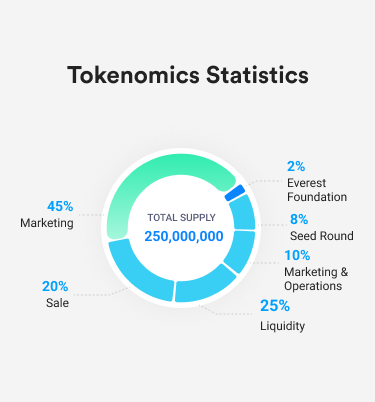 Tokenomics Statistics
2%
Everest
Foundation
45%
Marketing
TOTAL SUPPLY
250,000,000
8%
Seed Round
10%
Marketing &
Operations
20%
Sale
25%
Liquidity